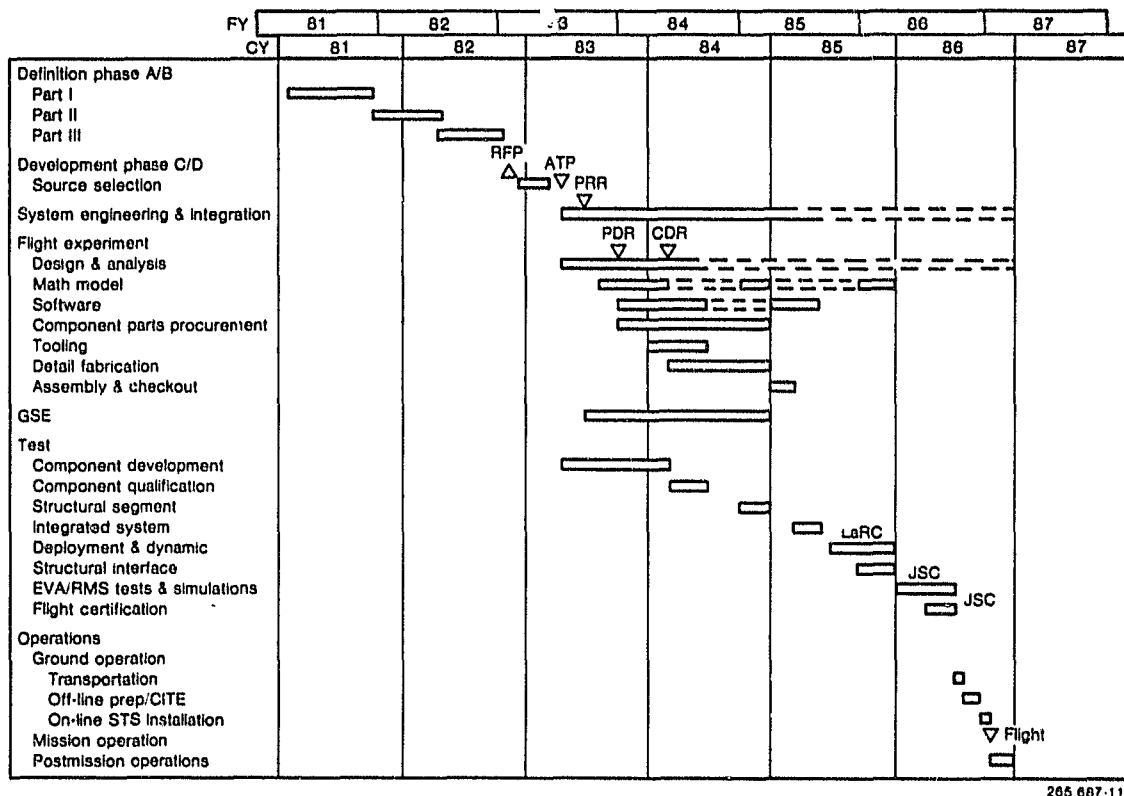 FY 81 82 84 85 86 87
CY 81 82 83 84 85 86 87
Definition phase A/B
Part I
Part II
Part III
RFP ATP
Development phase C/D
Source selection
PRR
System engineering & integration
Flight experiment
PDR CDR
Design & analysis
Math model
Software
Component parts procurement
Tooling
Detail fabrication
Assembly & checkout
GSE
Test
Component development
Component qualification
Structural segment
Integrated system
Deployment & dynamic LaRC
Structural interface
EVA/RMS tests & simulations JSC
Flight certification JSC
Operations
Ground operation
Transportation
Off-line prep/CITE
On-line STS installation
Mission operation Flight
Postmission operations
265 687-11